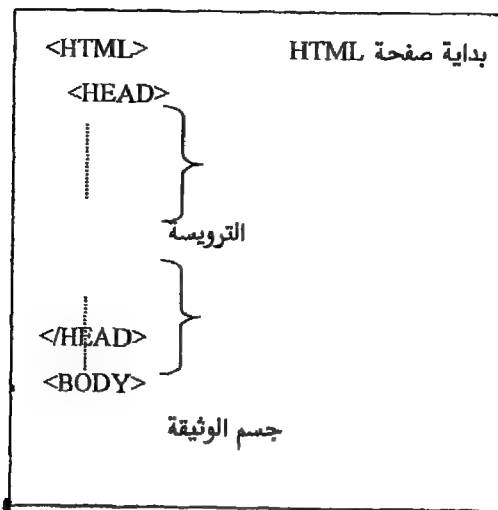 <HTML> بداية صفحة HTML
<HEAD>
الترويسة
</HEAD>
<BODY>
جسم الوثيقة